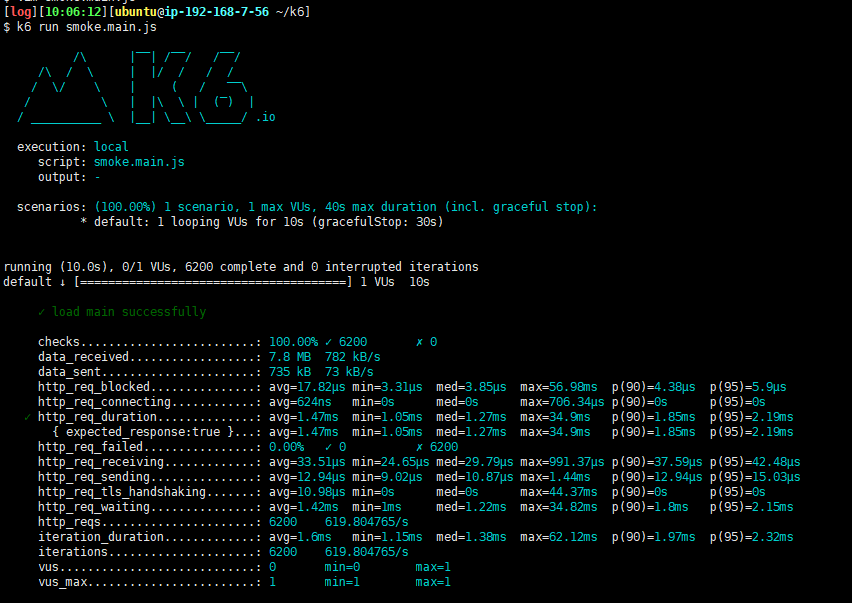 [log][10:06:12][ubuntu@ip-192-168-7-56 ~/k6]
$ k6 run smoke.main.js
.io
execution: local
script: smoke.main.js
output: -
scenarios: (100.00%) 1 scenario, 1 max VUs, 40s max duration (incl. graceful stop):
* default: 1 looping VUs for 10s (gracefulStop: 30s)
running (10.0s), 0/1 VUs, 6200 complete and 0 interrupted iterations
default ↓ [======================================] 1 VUs  10s
✓ load main successfully
checks.........................: 100.00% ✓ 6200       ✗ 0
data_received..................: 7.8 MB  782 kB/s
data_sent......................: 735 kB  73 kB/s
http_req_blocked...............: avg=17.82µs min=3.31µs  med=3.85µs  max=56.98ms  p(90)=4.38µs  p(95)=5.9µs
http_req_connecting............: avg=624ns   min=0s      med=0s      max=706.34µs p(90)=0s      p(95)=0s
✓ http_req_duration..............: avg=1.47ms  min=1.05ms  med=1.27ms  max=34.9ms   p(90)=1.85ms  p(95)=2.19ms
{ expected_response:true }...: avg=1.47ms  min=1.05ms  med=1.27ms  max=34.9ms   p(90)=1.85ms  p(95)=2.19ms
http_req_failed................: 0.00%   ✓ 0          ✗ 6200
http_req_receiving.............: avg=33.51µs min=24.65µs med=29.79µs max=991.37µs p(90)=37.59µs p(95)=42.48µs
http_req_sending...............: avg=12.94µs min=9.02µs  med=10.87µs max=1.44ms   p(90)=12.94µs p(95)=15.03µs
http_req_tls_handshaking.......: avg=10.98µs min=0s      med=0s      max=44.37ms  p(90)=0s      p(95)=0s
http_req_waiting...............: avg=1.42ms  min=1ms     med=1.22ms  max=34.82ms  p(90)=1.8ms   p(95)=2.15ms
http_reqs......................: 6200    619.804765/s
iteration_duration.............: avg=1.6ms   min=1.15ms  med=1.38ms  max=62.12ms  p(90)=1.97ms  p(95)=2.32ms
iterations.....................: 6200    619.804765/s
vus............................: 0       min=0        max=1
vus_max........................: 1       min=1        max=1